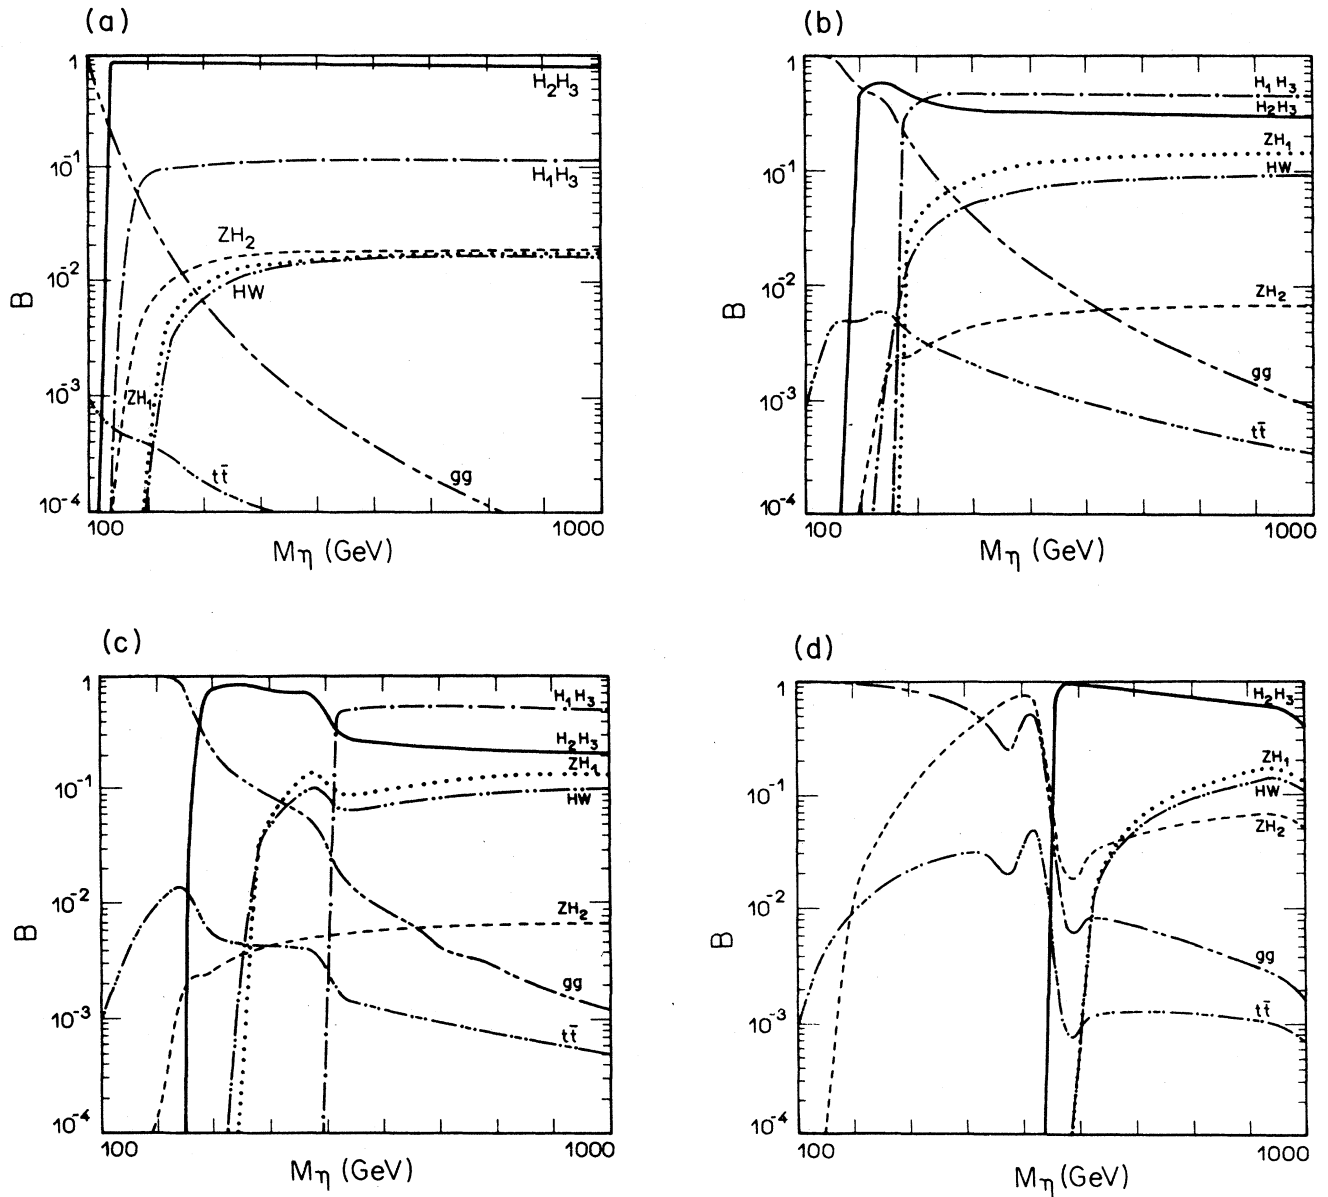 (a)
1
10⁻¹
10⁻²
10⁻³
10⁻⁴
B
H₂H₃
H₁H₃
ZH₂
HW
ZH₁
tt̄
gg
100 1000
Mη (GeV)
(b)
1
10⁻¹
10⁻²
10⁻³
10⁻⁴
B
H₁H₃
H₂H₃
ZH₁
HW
ZH₂
gg
tt̄
100 1000
Mη (GeV)
(c)
1
10⁻¹
10⁻²
10⁻³
10⁻⁴
B
H₁H₃
H₂H₃
ZH₁
HW
ZH₂
gg
tt̄
100 1000
Mη (GeV)
(d)
1
10⁻¹
10⁻²
10⁻³
10⁻⁴
B
H₂H₃
ZH₁
HW
ZH₂
gg
tt̄
100 1000
Mη (GeV)